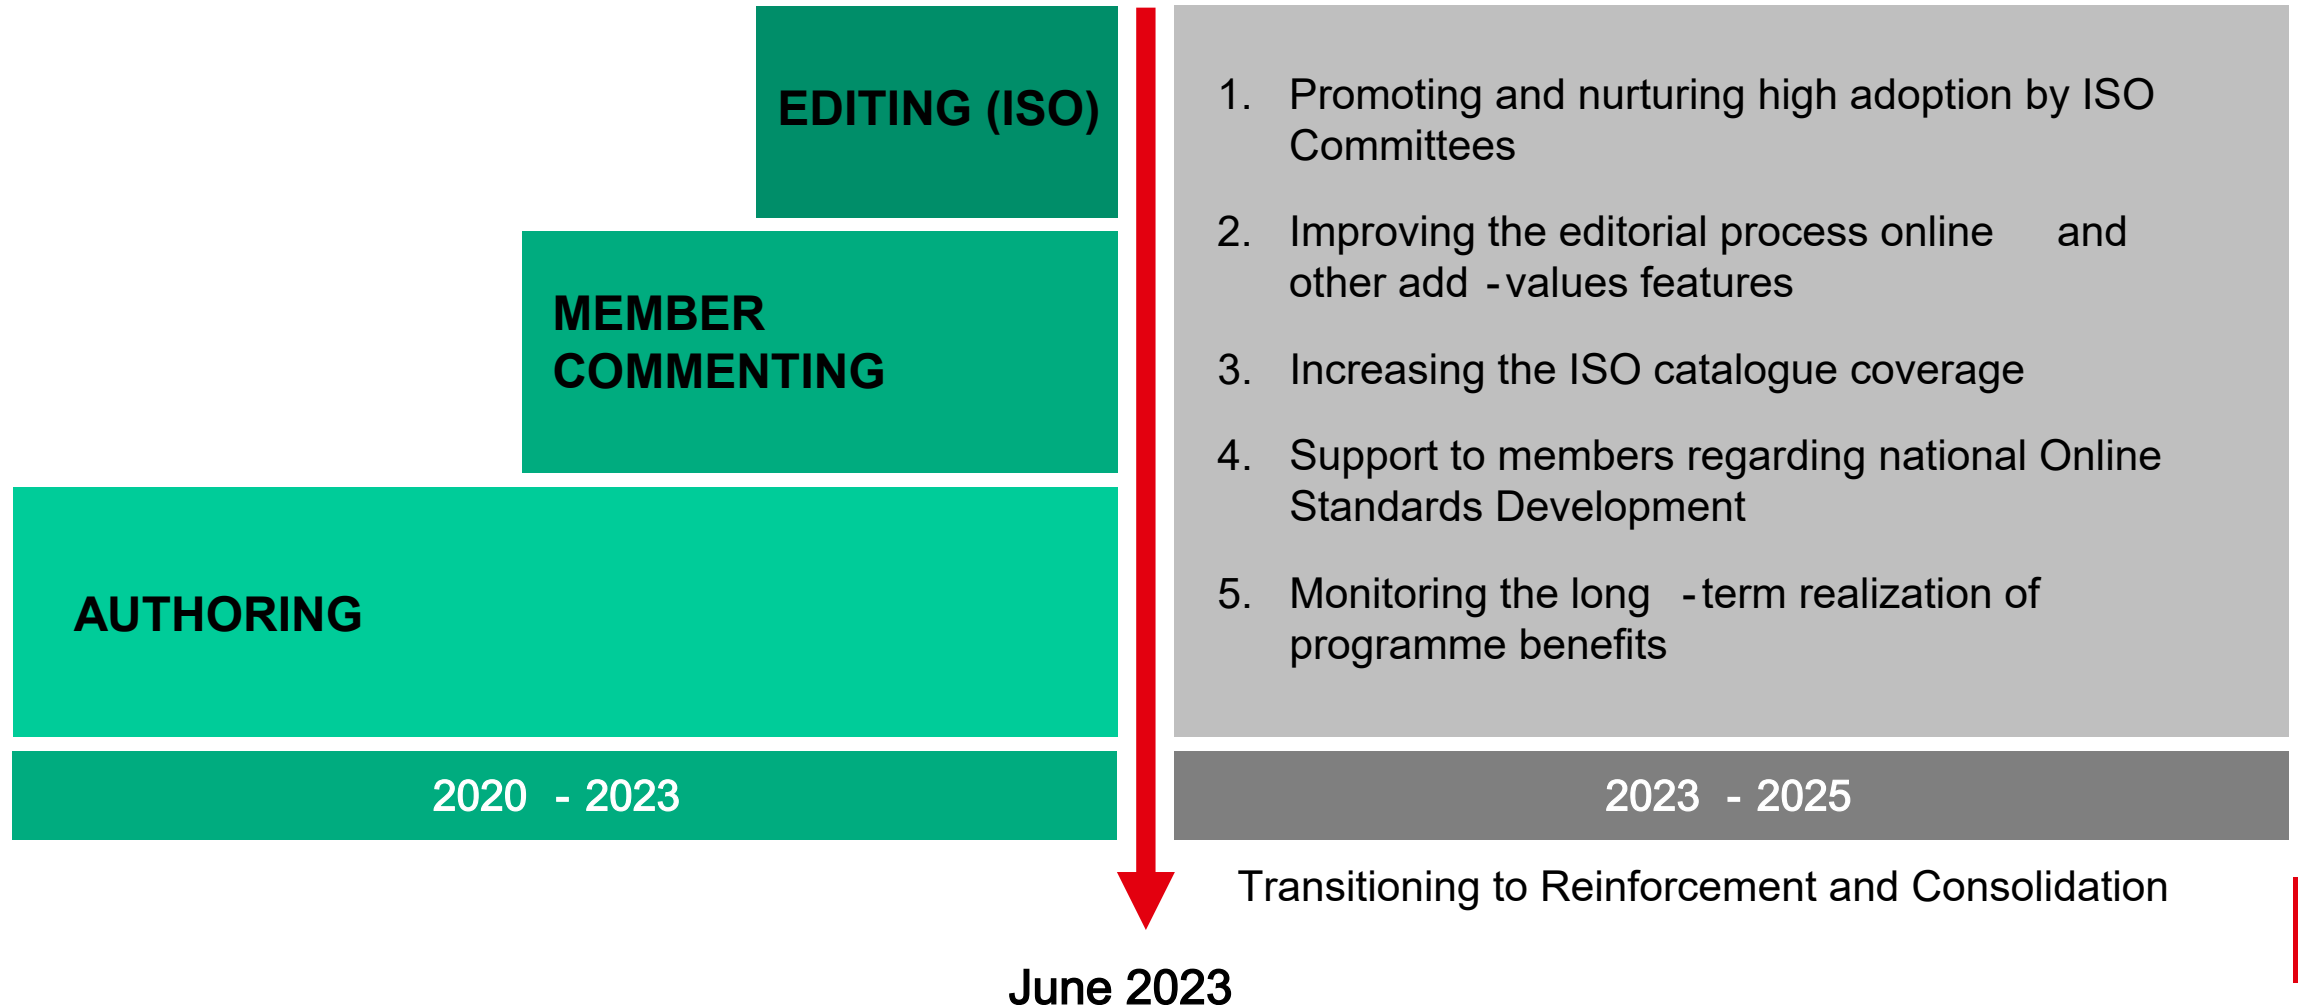 EDITING (ISO)
MEMBER
COMMENTING
AUTHORING
2020 - 2023
1. Promoting and nurturing high adoption by ISO
Committees
2. Improving the editorial process online and
other add -values features
3. Increasing the ISO catalogue coverage
4. Support to members regarding national Online
Standards Development
5. Monitoring the long -term realization of
programme benefits
2023 - 2025
Transitioning to Reinforcement and Consolidation
June 2023